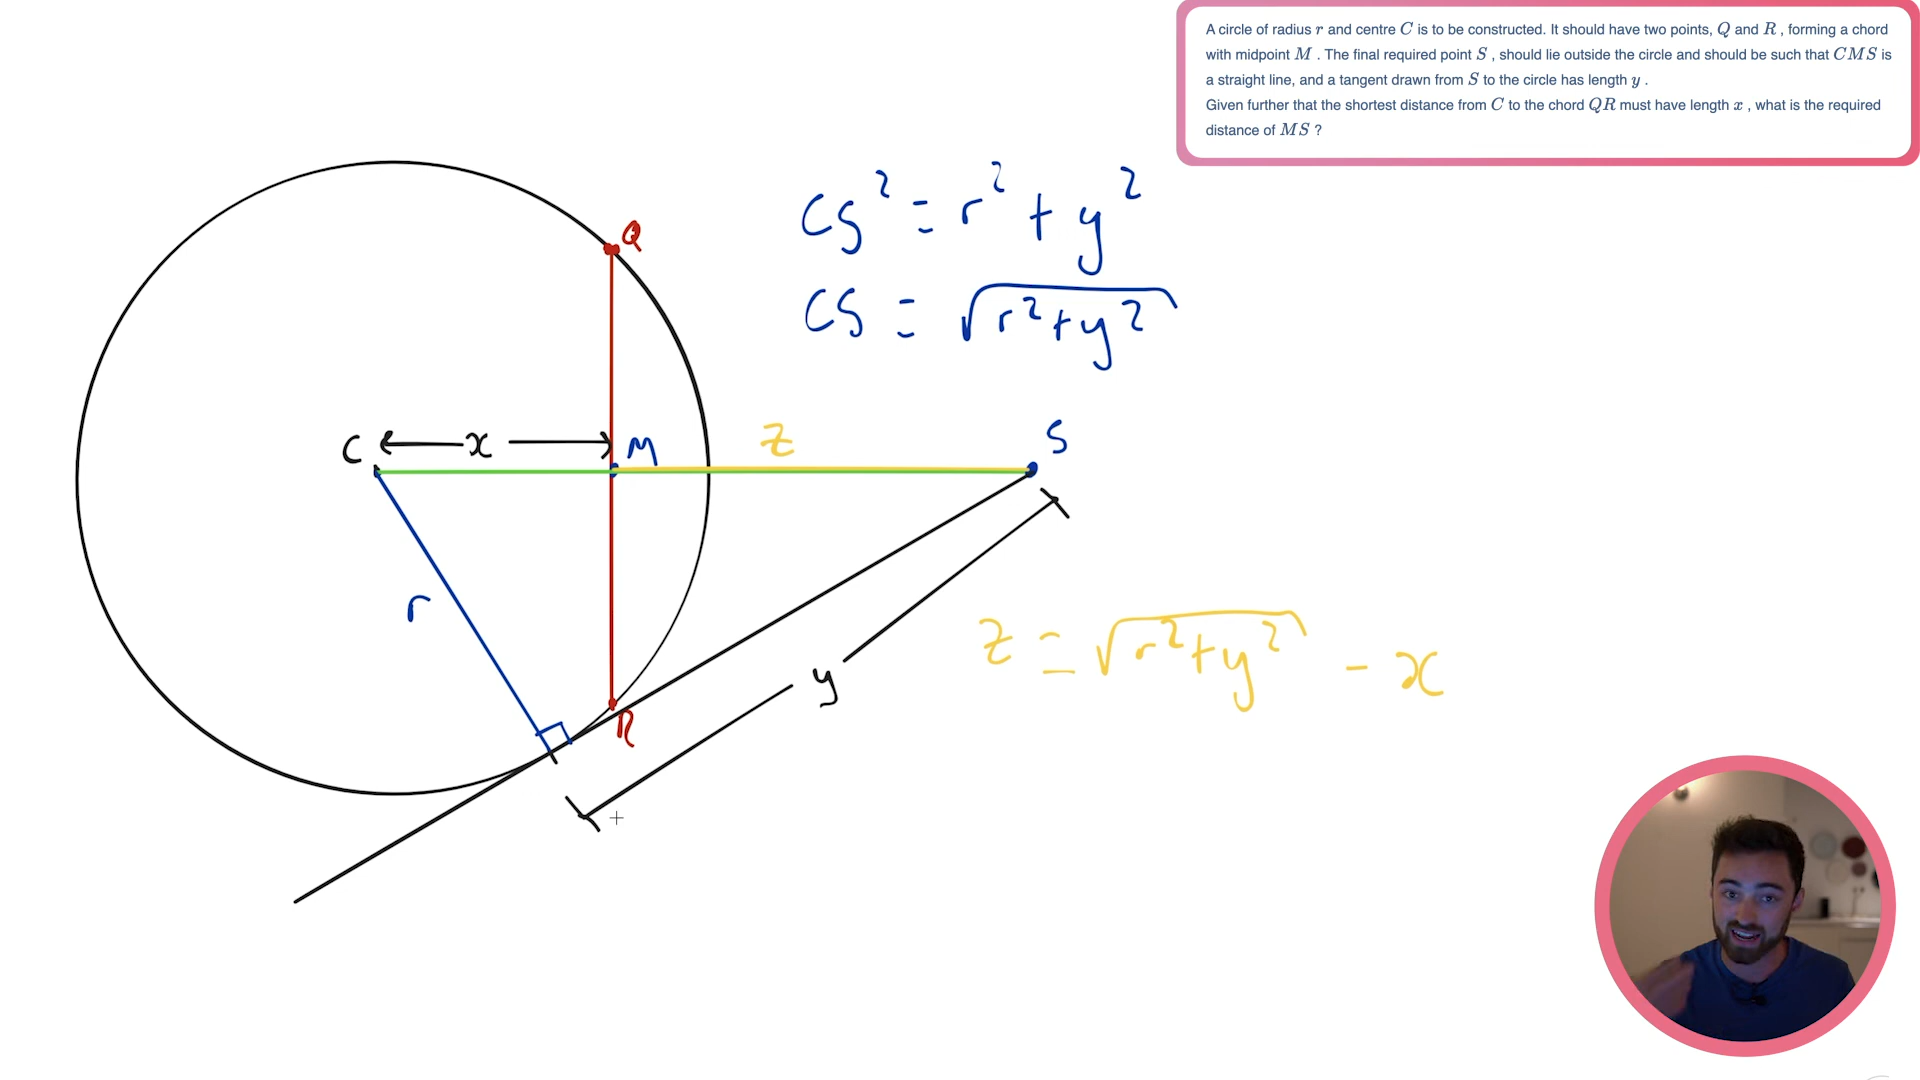 A circle of radius r and centre C is to be constructed. It should have two points, Q and R , forming a chord
with midpoint M . The final required point S , should lie outside the circle and should be such that CMS is
a straight line, and a tangent drawn from S to the circle has length y .
Given further that the shortest distance from C to the chord QR must have length x , what is the required
distance of MS ?
CS² = r² + y²
CS = √(r²+y²)
Q
C
x
M
z
S
r
y
R
z = √(r²+y²) - x